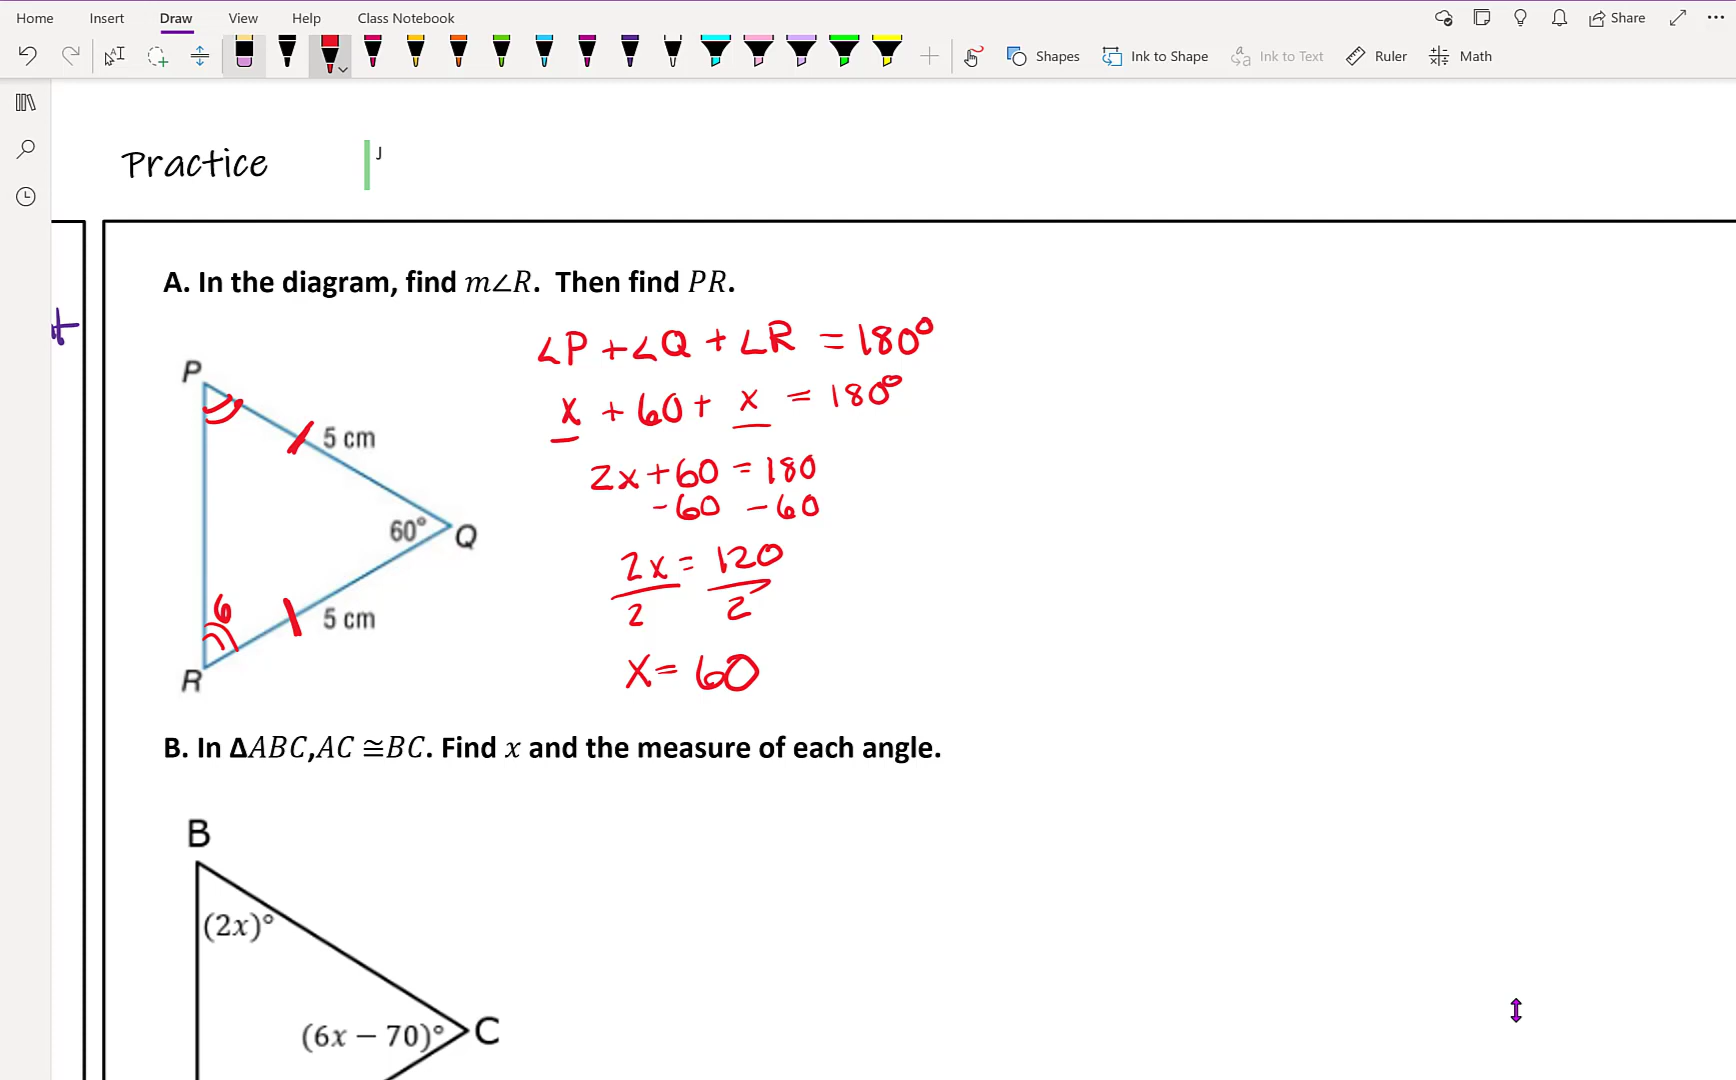 Home Insert Draw View Help Class Notebook Share
Shapes Ink to Shape Ink to Text Ruler Math
Practice
J
A. In the diagram, find m∠R. Then find PR.
∠P + ∠Q + ∠R = 180°
x + 60 + x = 180°
2x + 60 = 180
-60 -60
2x = 120
2 2
x = 60
P
5 cm
60° Q
6
5 cm
R
B. In ΔABC, AC ≅ BC. Find x and the measure of each angle.
B
(2x)°
(6x − 70)° C